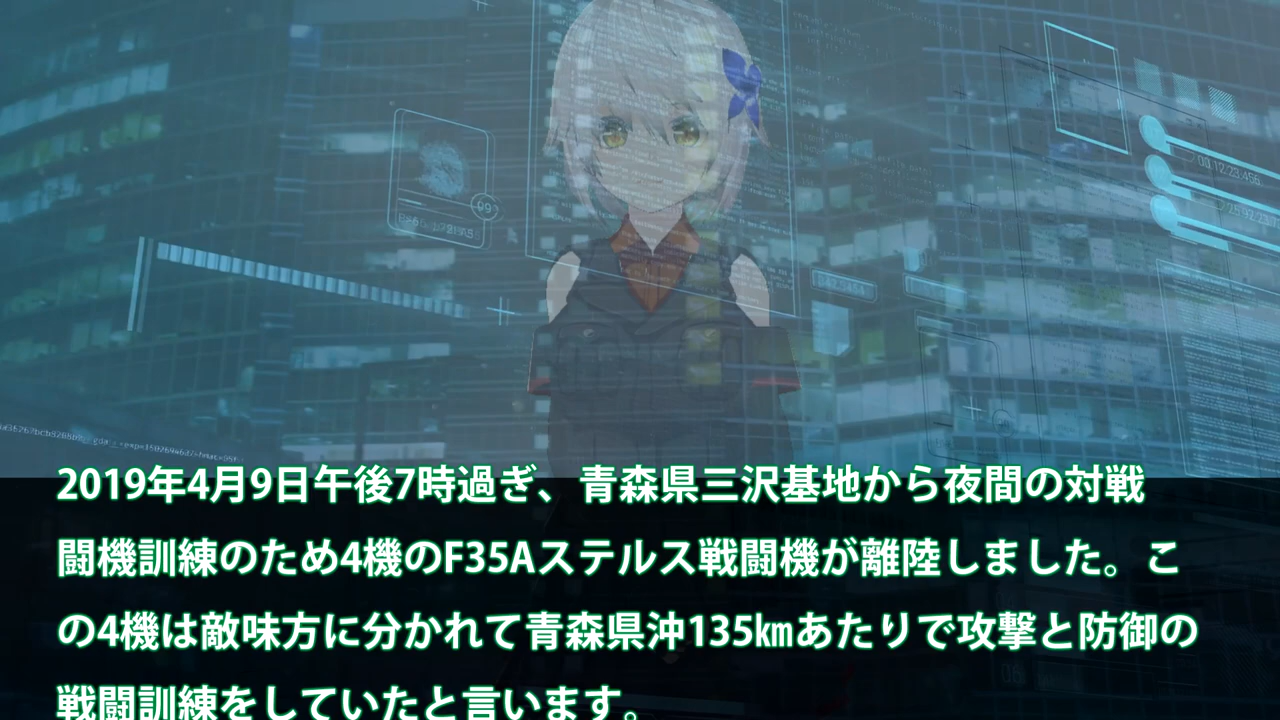 2019年4月9日午後7時過ぎ、青森県三沢基地から夜間の対戦
闘機訓練のため4機のF35Aステルス戦闘機が離陸しました。こ
の4機は敵味方に分かれて青森県沖135㎞あたりで攻撃と防御の
戦闘訓練をしていたと言います。